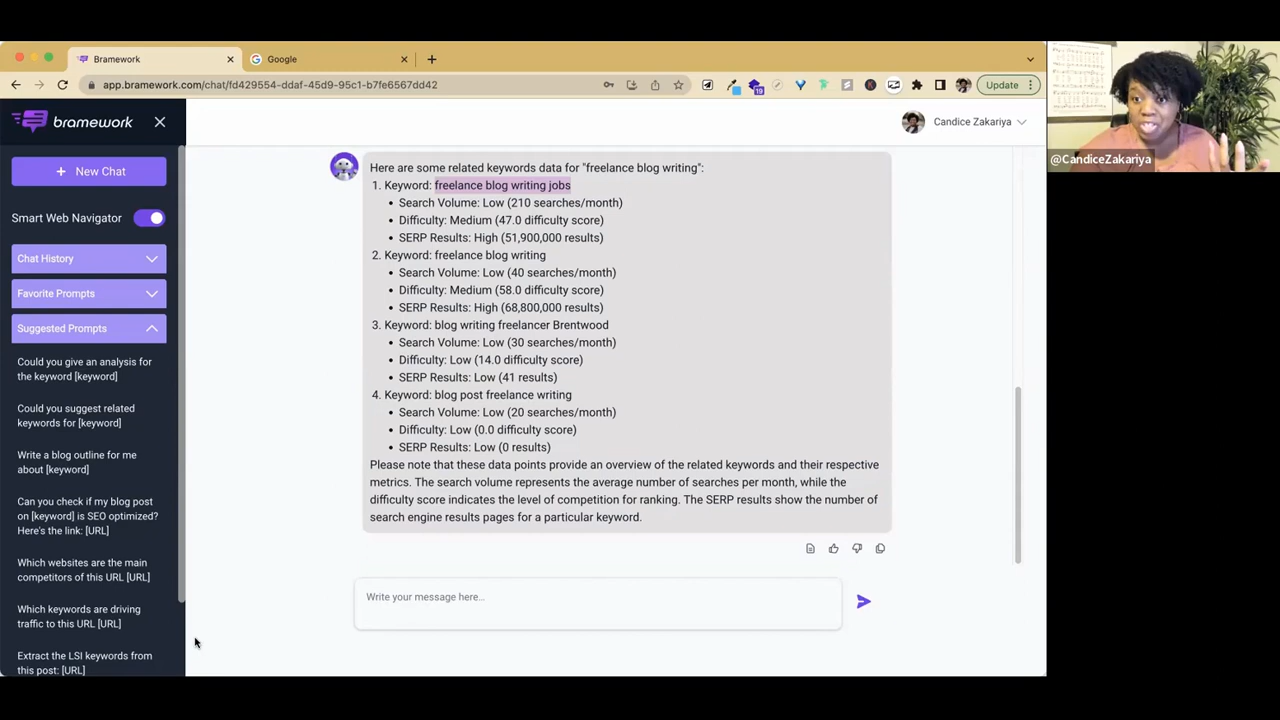 Bramework
Google
app.bramework.com/chat/fd429554-ddaf-45d9-95c1-b7fe6567dd42
19
Update
@CandiceZakariya
bramework
Candice Zakariya
New Chat
Smart Web Navigator
Chat History
Favorite Prompts
Suggested Prompts
Could you give an analysis for
the keyword [keyword]
Could you suggest related
keywords for [keyword]
Write a blog outline for me
about [keyword]
Can you check if my blog post
on [keyword] is SEO optimized?
Here's the link: [URL]
Which websites are the main
competitors of this URL [URL]
Which keywords are driving
traffic to this URL [URL]
Extract the LSI keywords from
this post: [URL]
Here are some related keywords data for "freelance blog writing":
1. Keyword: freelance blog writing jobs
• Search Volume: Low (210 searches/month)
• Difficulty: Medium (47.0 difficulty score)
• SERP Results: High (51,900,000 results)
2. Keyword: freelance blog writing
• Search Volume: Low (40 searches/month)
• Difficulty: Medium (58.0 difficulty score)
• SERP Results: High (68,800,000 results)
3. Keyword: blog writing freelancer Brentwood
• Search Volume: Low (30 searches/month)
• Difficulty: Low (14.0 difficulty score)
• SERP Results: Low (41 results)
4. Keyword: blog post freelance writing
• Search Volume: Low (20 searches/month)
• Difficulty: Low (0.0 difficulty score)
• SERP Results: Low (0 results)
Please note that these data points provide an overview of the related keywords and their respective
metrics. The search volume represents the average number of searches per month, while the
difficulty score indicates the level of competition for ranking. The SERP results show the number of
search engine results pages for a particular keyword.
Write your message here...